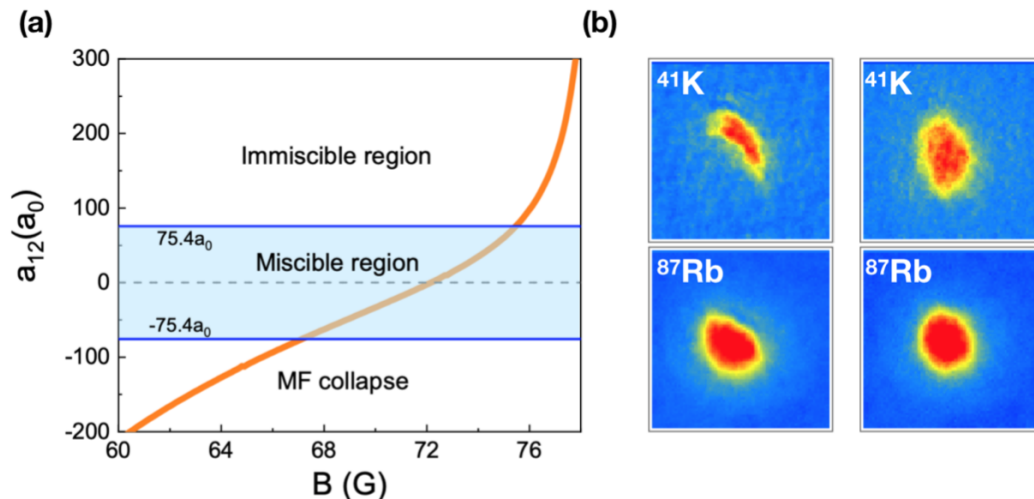 (a)
300
200
100
0
-100
-200
a₁₂(a₀)
Immiscible region
75.4a₀
Miscible region
-75.4a₀
MF collapse
60
64
68
72
76
B (G)
(b)
⁴¹K
⁴¹K
⁸⁷Rb
⁸⁷Rb